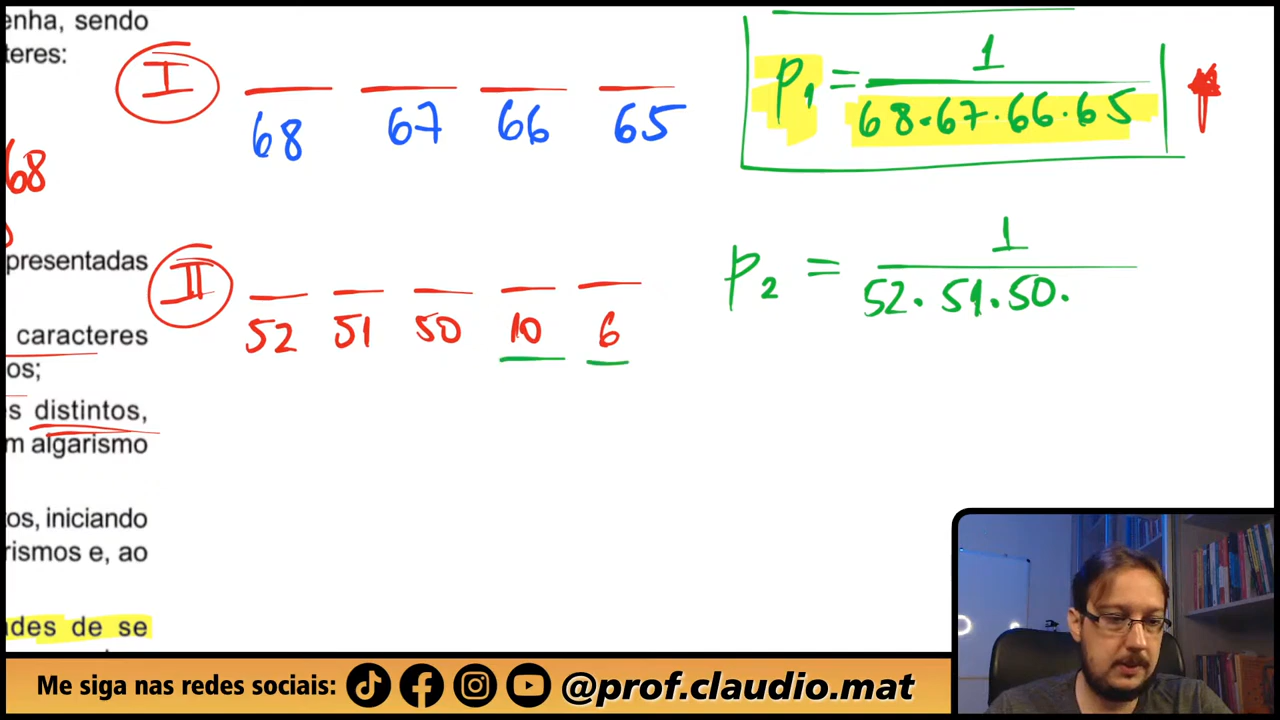 enha, sendo
teres:
I
68 67 66 65
p₁ = 1 / 68.67.66.65
68
presentadas
II
52 51 50 10 6
p₂ = 1 / 52.51.50.
caracteres
os;
s distintos,
m algarismo
os, iniciando
rismos e, ao
des de se
Me siga nas redes sociais: @prof.claudio.mat